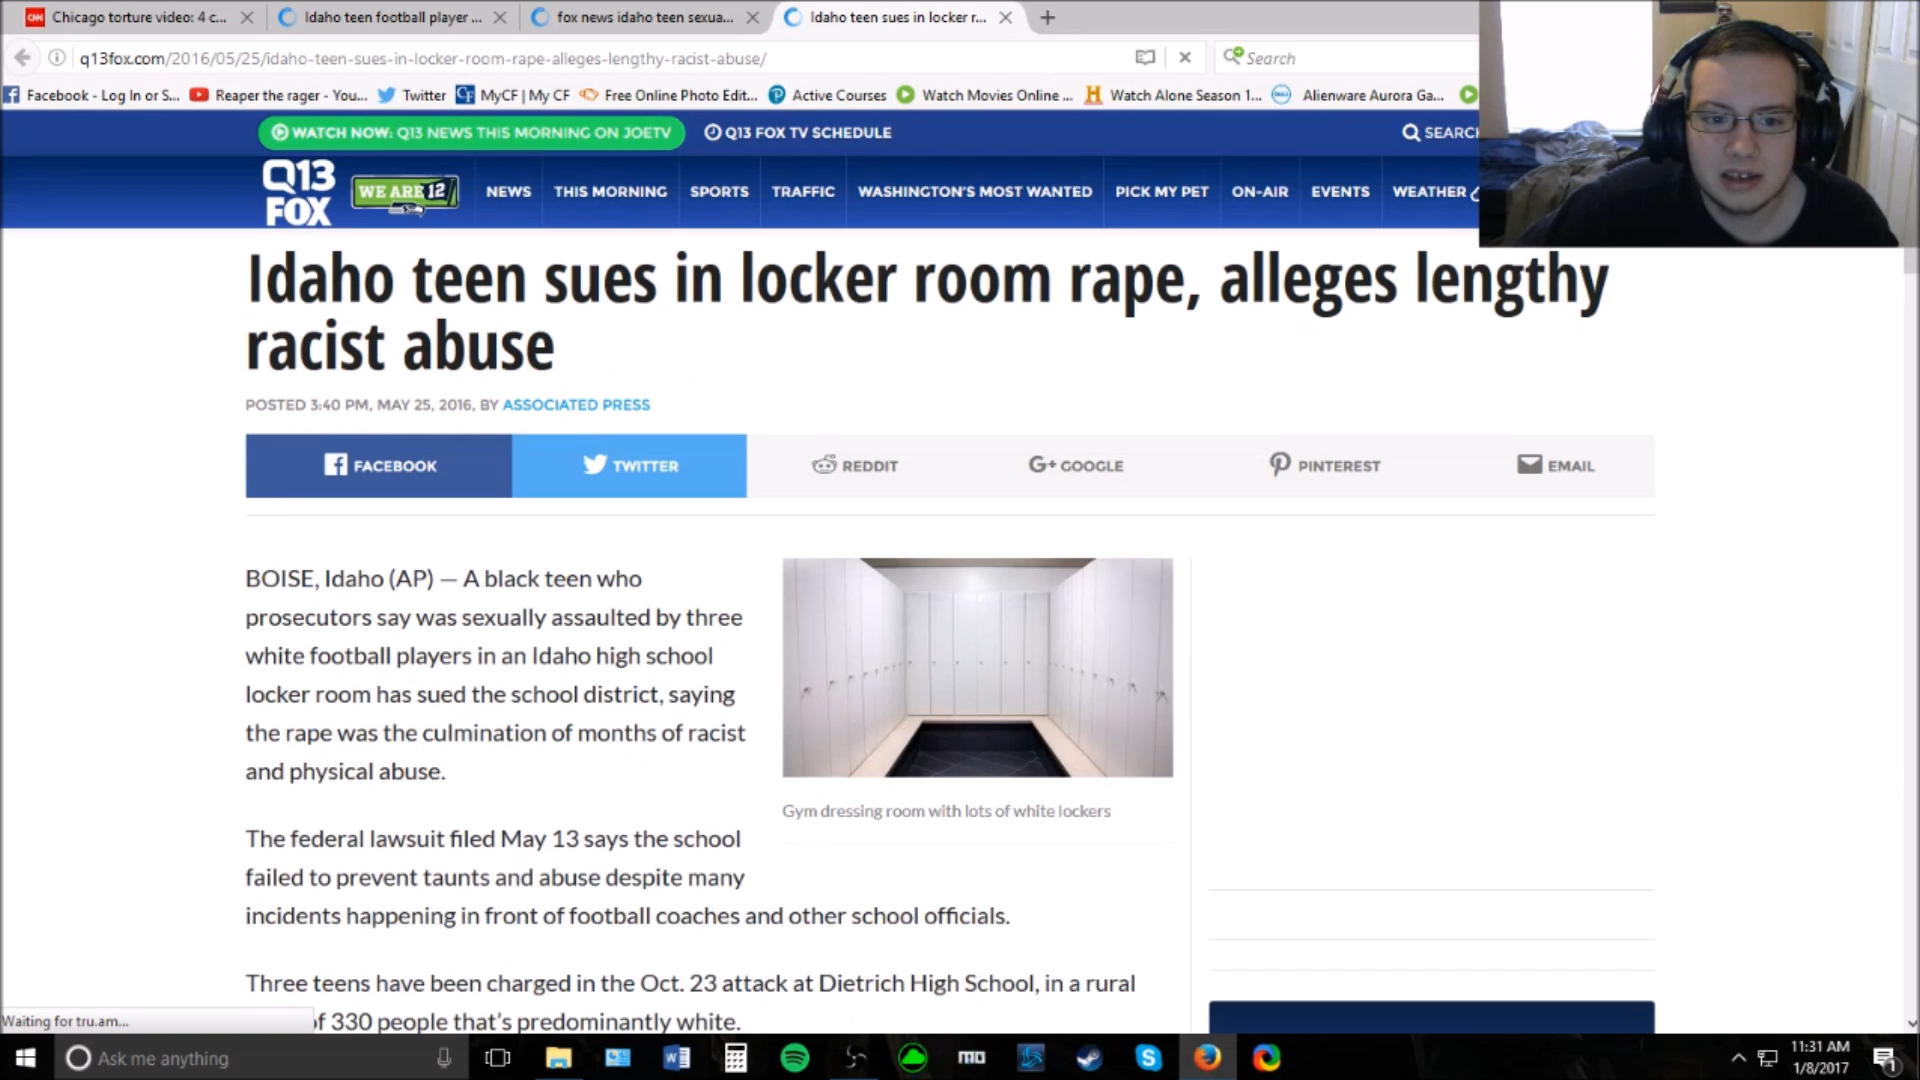 Chicago torture video: 4 c...
Idaho teen football player ...
fox news idaho teen sexua...
Idaho teen sues in locker r...
q13fox.com/2016/05/25/idaho-teen-sues-in-locker-room-rape-alleges-lengthy-racist-abuse/
Search
Facebook - Log In or S...
Reaper the rager - You...
Twitter
MyCF | My CF
Free Online Photo Edit...
Active Courses
Watch Movies Online ...
Watch Alone Season 1...
Alienware Aurora Ga...
WATCH NOW: Q13 NEWS THIS MORNING ON JOETV
Q13 FOX TV SCHEDULE
SEARCH
Q13
FOX
WE ARE 12
NEWS
THIS MORNING
SPORTS
TRAFFIC
WASHINGTON'S MOST WANTED
PICK MY PET
ON-AIR
EVENTS
WEATHER
Idaho teen sues in locker room rape, alleges lengthy
racist abuse
POSTED 3:40 PM, MAY 25, 2016, BY ASSOCIATED PRESS
FACEBOOK
TWITTER
REDDIT
G+ GOOGLE
PINTEREST
EMAIL
BOISE, Idaho (AP) — A black teen who
prosecutors say was sexually assaulted by three
white football players in an Idaho high school
locker room has sued the school district, saying
the rape was the culmination of months of racist
and physical abuse.
Gym dressing room with lots of white lockers
The federal lawsuit filed May 13 says the school
failed to prevent taunts and abuse despite many
incidents happening in front of football coaches and other school officials.
Three teens have been charged in the Oct. 23 attack at Dietrich High School, in a rural
of 330 people that's predominantly white.
Waiting for tru.am...
Ask me anything
11:31 AM
1/8/2017